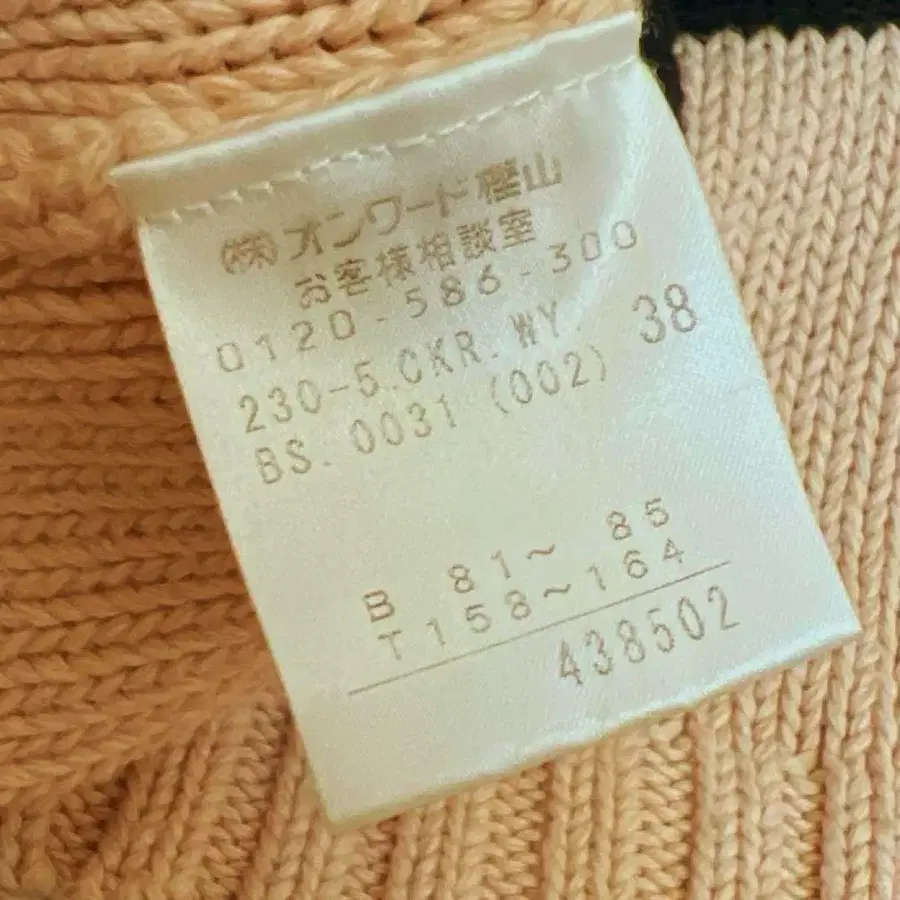 ㈱オンワード樫山
お客様相談室
0120-586-300
230-5.CKR.WY. 38
BS. 0031 (002)
B 81～ 85
T158～164
438502